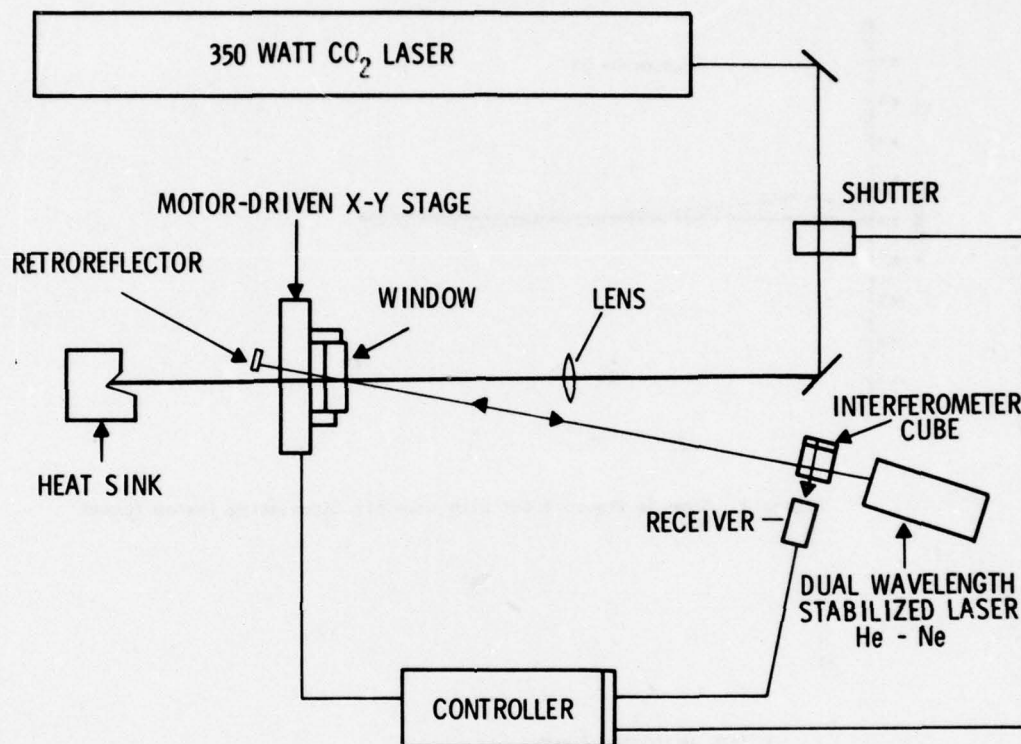 350 WATT CO2 LASER
SHUTTER
MOTOR-DRIVEN X-Y STAGE
RETROREFLECTOR
WINDOW
LENS
INTERFEROMETER
CUBE
HEAT SINK
RECEIVER
DUAL WAVELENGTH
STABILIZED LASER
He - Ne
CONTROLLER